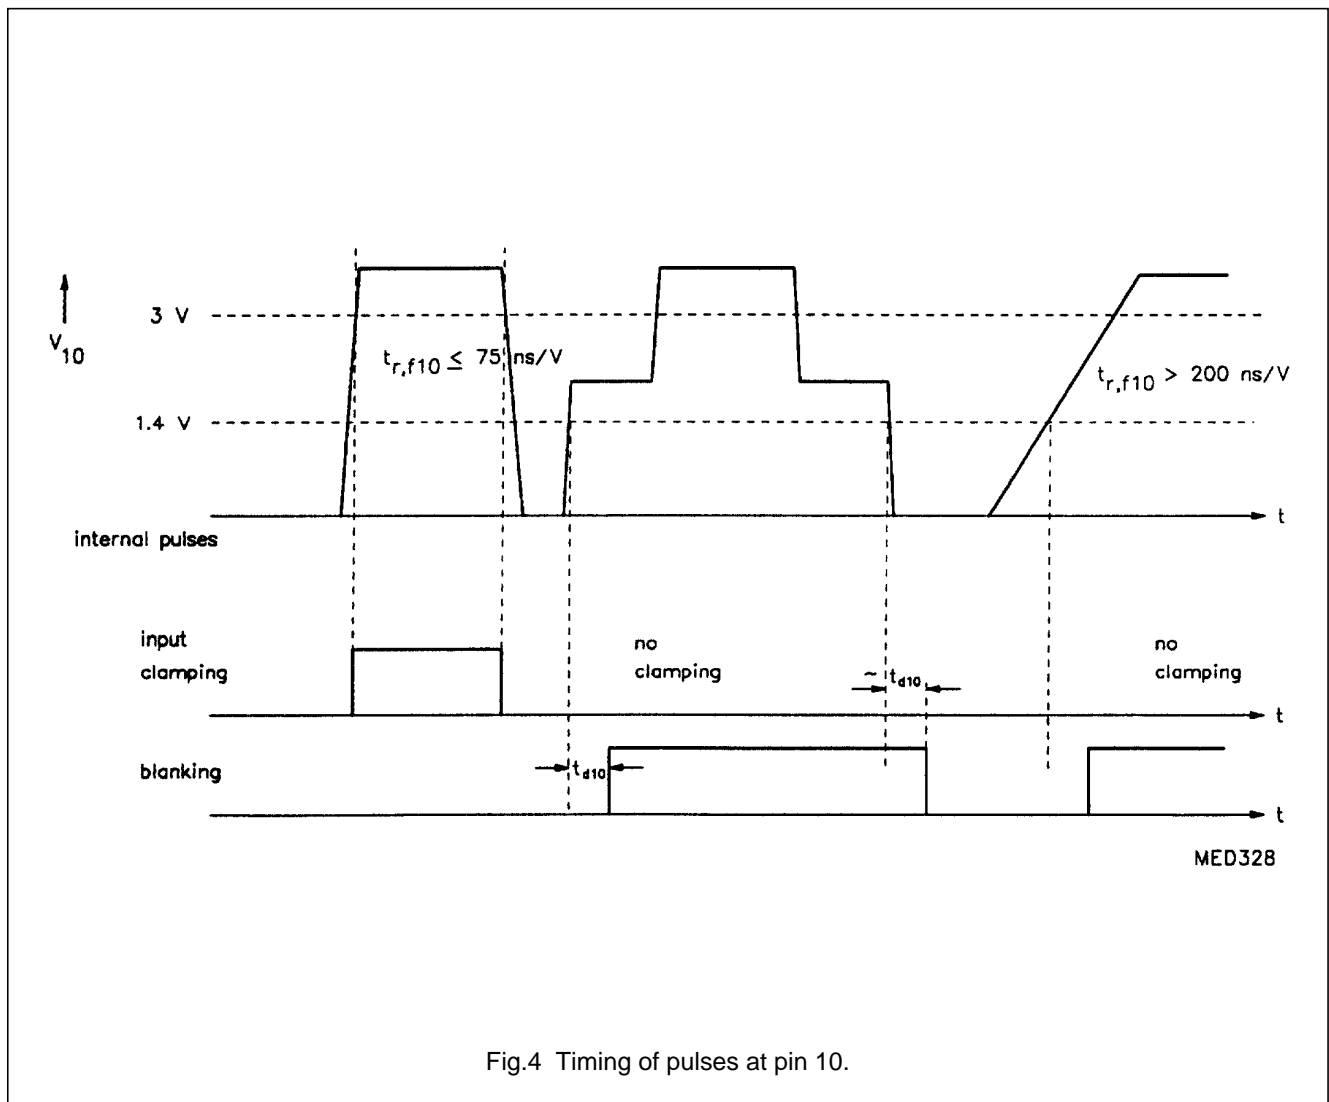 3 V
V10
tr,f10 ≤ 75 ns/V
tr,f10 > 200 ns/V
1.4 V
t
internal pulses
input
clamping
no
clamping
~ td10
no
clamping
t
blanking
td10
t
MED328
Fig.4 Timing of pulses at pin 10.